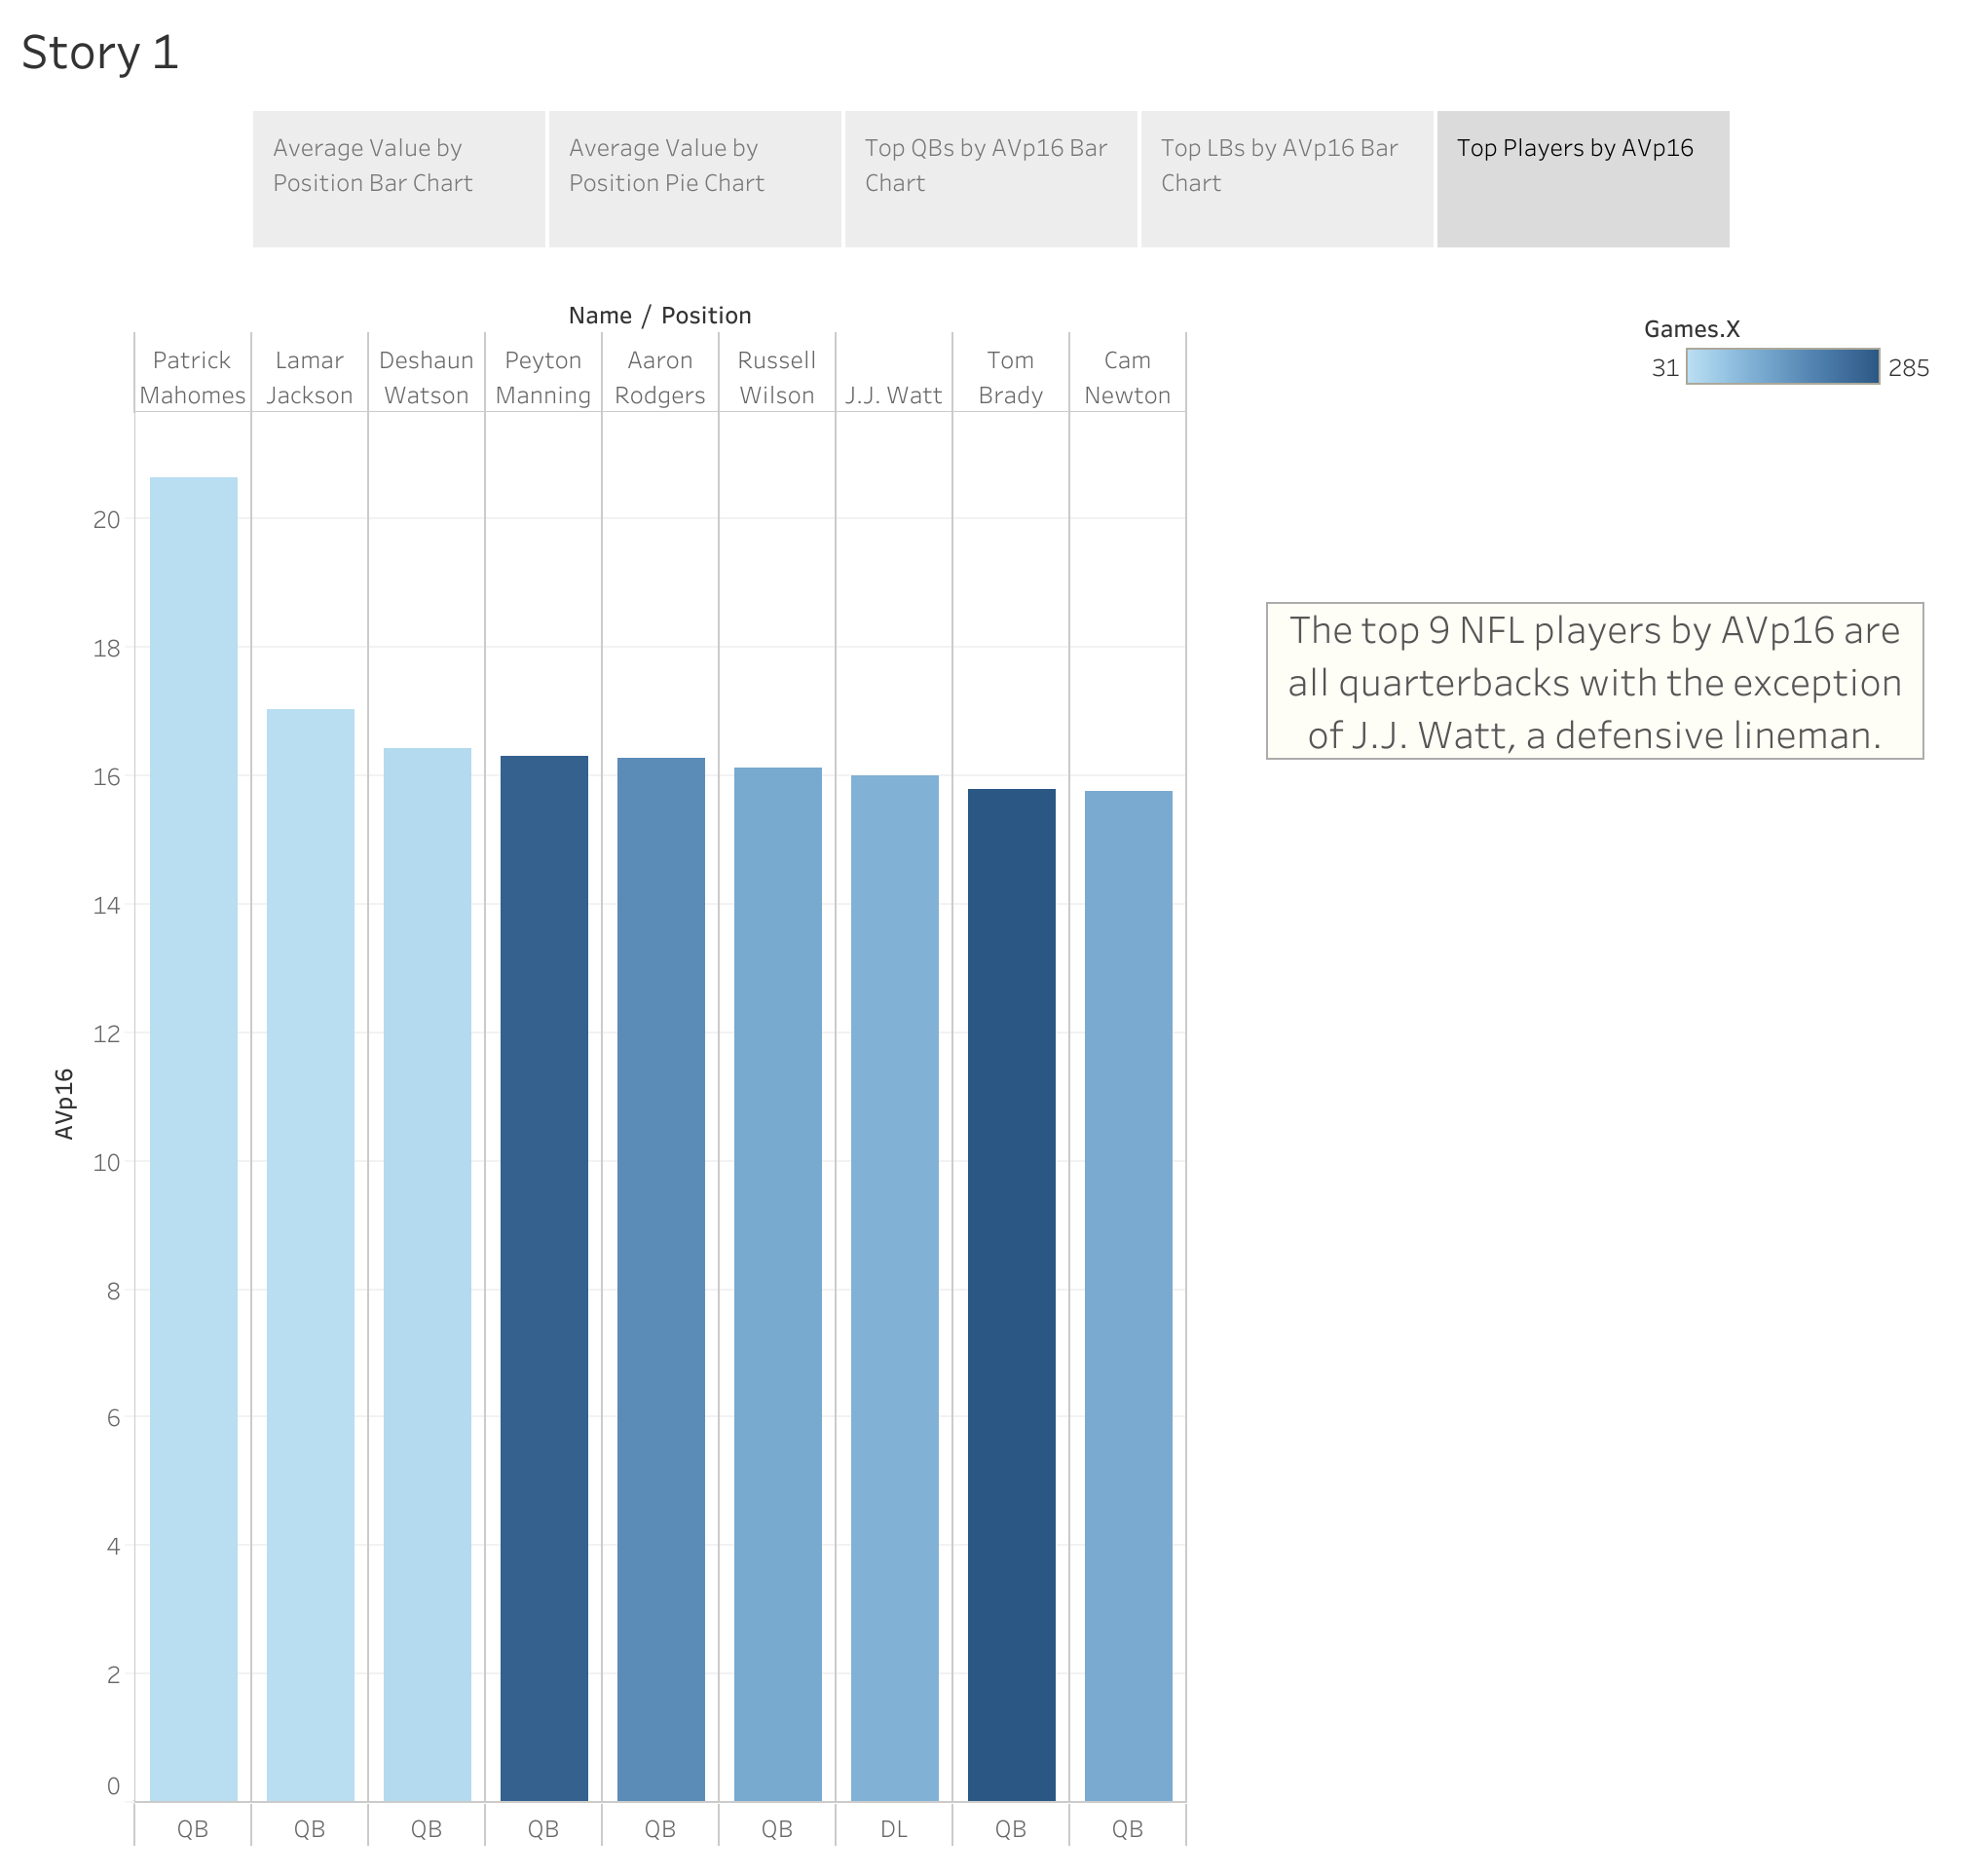 Story 1
Average Value by
Position Bar Chart
Average Value by
Position Pie Chart
Top QBs by AVp16 Bar
Chart
Top LBs by AVp16 Bar
Chart
Top Players by AVp16
Name / Position
Patrick
Mahomes
Lamar
Jackson
Deshaun
Watson
Peyton
Manning
Aaron
Rodgers
Russell
Wilson
J.J. Watt
Tom
Brady
Cam
Newton
Games.X
31
285
The top 9 NFL players by AVp16 are
all quarterbacks with the exception
of J.J. Watt, a defensive lineman.
AVp16
20
18
16
14
12
10
8
6
4
2
0
QB
QB
QB
QB
QB
QB
DL
QB
QB